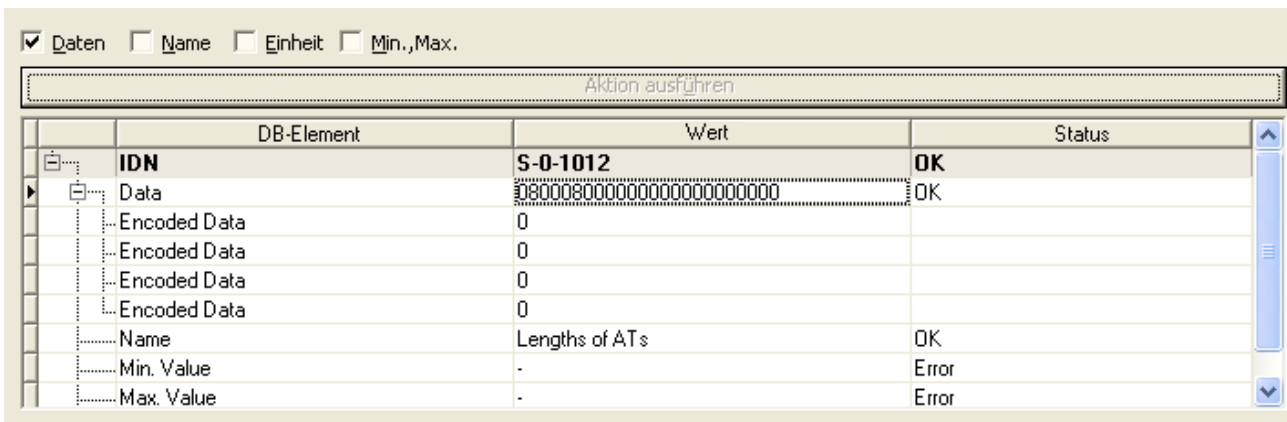 Daten Name Einheit Min.,Max.
Aktion ausführen
DB-Element Wert Status
IDN S-0-1012 OK
Data 080008000000000000000000 OK
Encoded Data 0
Encoded Data 0
Encoded Data 0
Encoded Data 0
Name Lengths of ATs OK
Min. Value - Error
Max. Value - Error